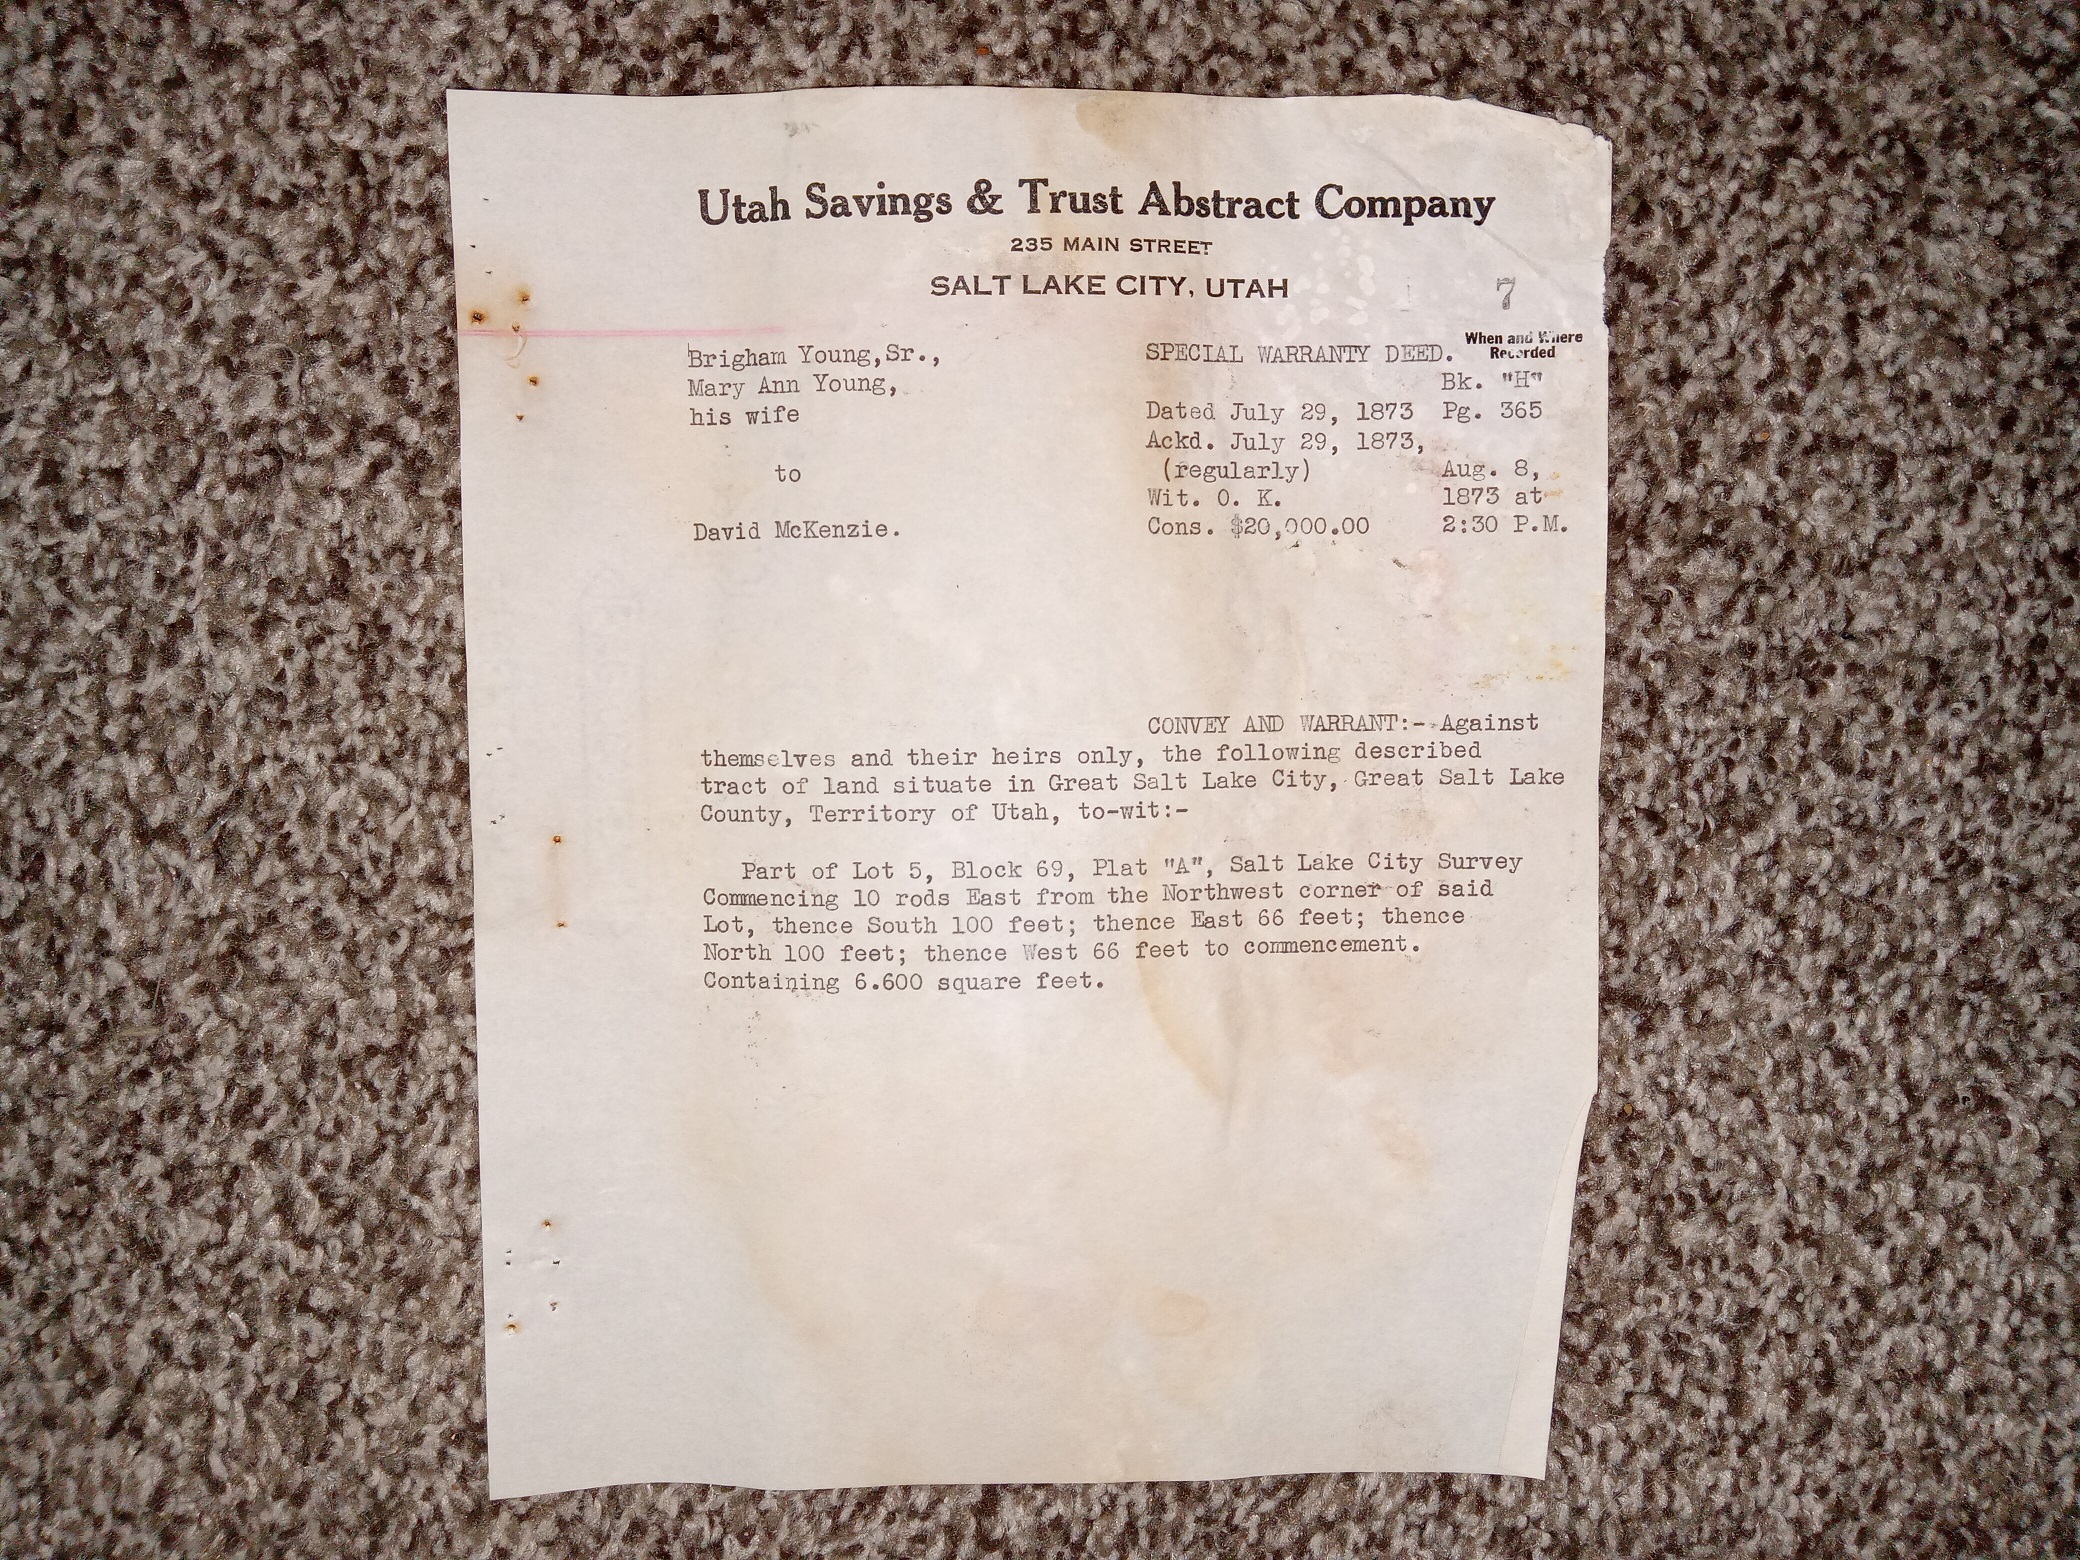 Utah Savings & Trust Abstract Company
235 MAIN STREET
SALT LAKE CITY, UTAH
7
When and Where
Recorded
Brigham Young,Sr.,
Mary Ann Young,
his wife
to
David McKenzie.
SPECIAL WARRANTY DEED.
Bk. "H"
Dated July 29, 1873 Pg. 365
Ackd. July 29, 1873,
(regularly) Aug. 8,
Wit. O. K. 1873 at
Cons. $20,000.00 2:30 P.M.
CONVEY AND WARRANT:- Against
themselves and their heirs only, the following described
tract of land situate in Great Salt Lake City, Great Salt Lake
County, Territory of Utah, to-wit:-
Part of Lot 5, Block 69, Plat "A", Salt Lake City Survey
Commencing 10 rods East from the Northwest corner of said
Lot, thence South 100 feet; thence East 66 feet; thence
North 100 feet; thence West 66 feet to commencement.
Containing 6.600 square feet.